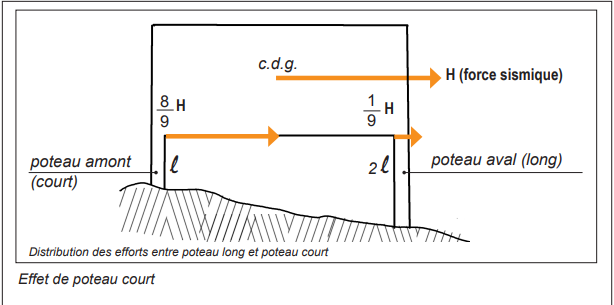 c.d.g.
H (force sismique)
8/9 H
1/9 H
poteau amont
(court)
ℓ
2 ℓ
poteau aval (long)
Distribution des efforts entre poteau long et poteau court
Effet de poteau court